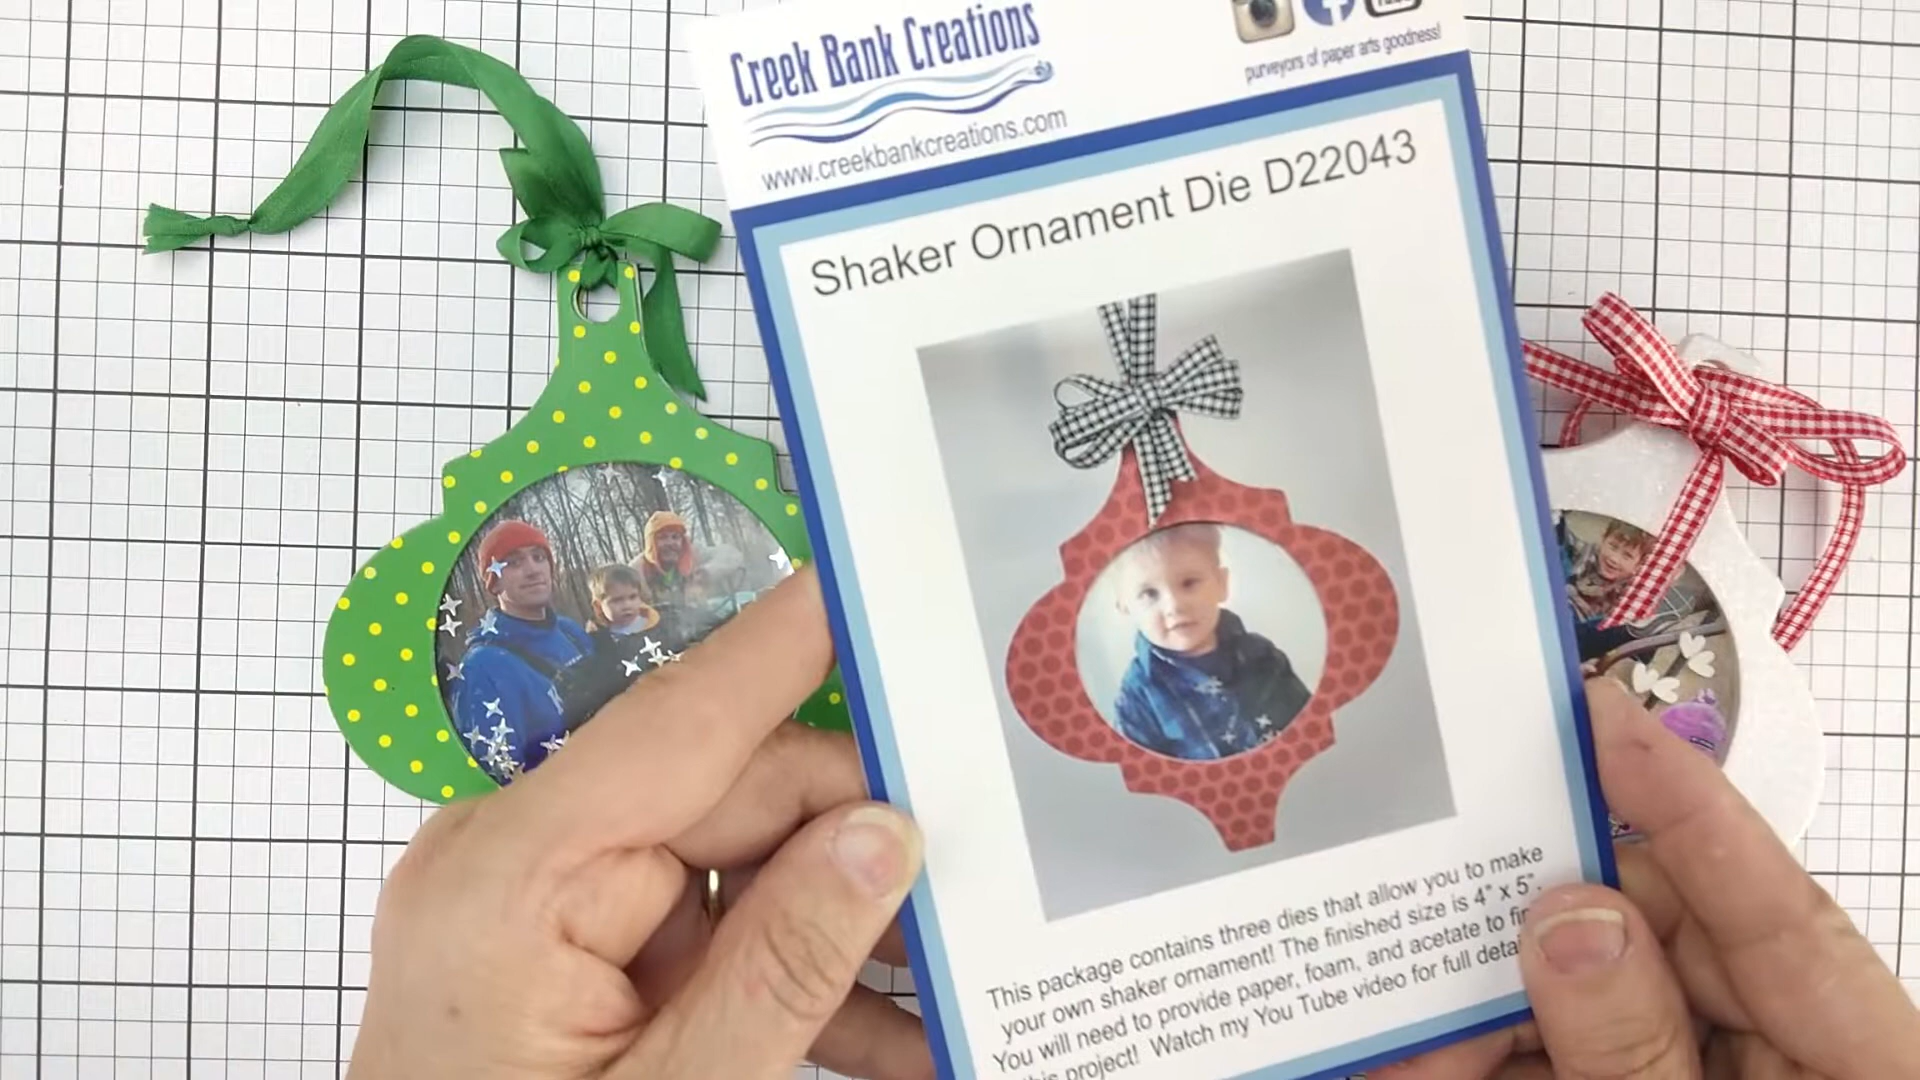 Creek Bank Creations
www.creekbankcreations.com
purveyors of paper arts goodness!
Shaker Ornament Die D22043
This package contains three dies that allow you to make
your own shaker ornament! The finished size is 4" x 5".
You will need to provide paper, foam, and acetate to
this project! Watch my You Tube video for full